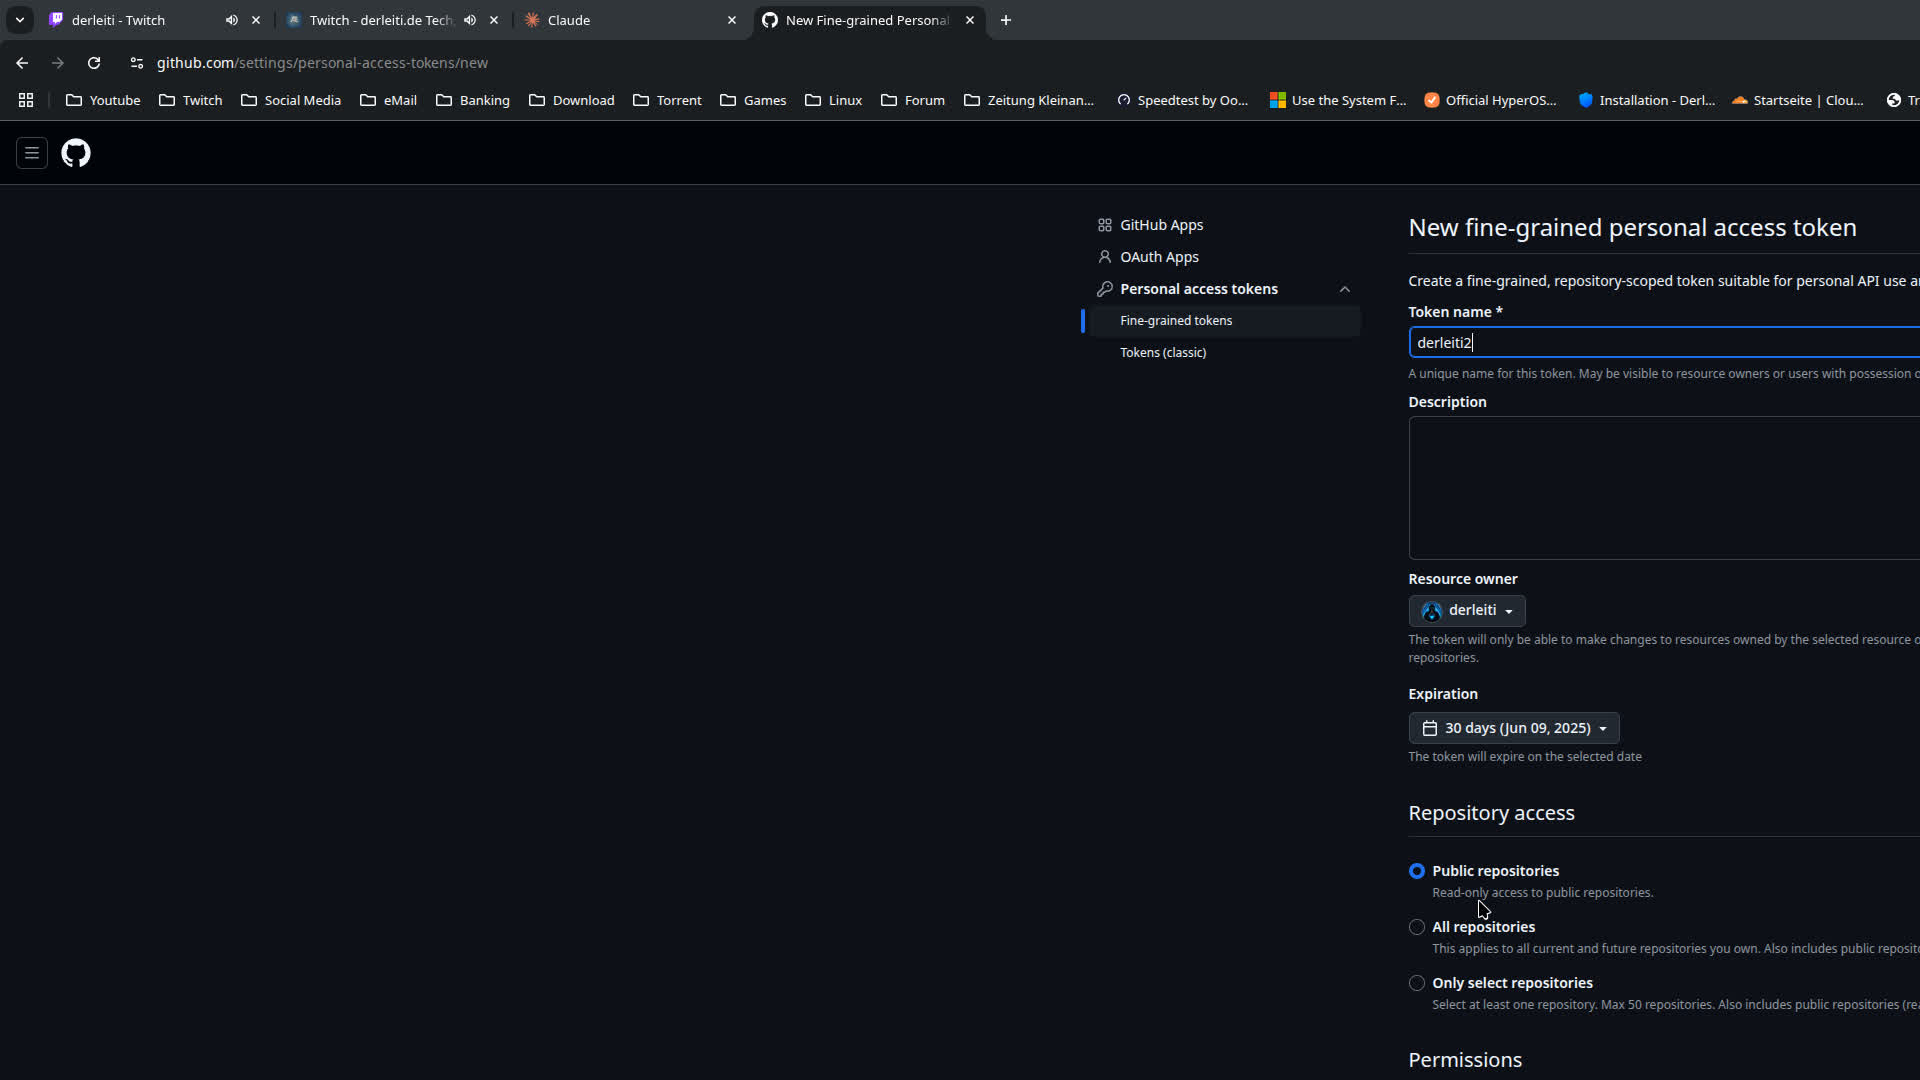 derleiti - Twitch
Twitch - derleiti.de Tech
Claude
New Fine-grained Personal
github.com/settings/personal-access-tokens/new
Youtube
Twitch
Social Media
eMail
Banking
Download
Torrent
Games
Linux
Forum
Zeitung Kleinan...
Speedtest by Oo...
Use the System F...
Official HyperOS...
Installation - Derl...
Startseite | Clou...
GitHub Apps
OAuth Apps
Personal access tokens
Fine-grained tokens
Tokens (classic)
New fine-grained personal access token
Create a fine-grained, repository-scoped token suitable for personal API use
Token name *
derleiti2
A unique name for this token. May be visible to resource owners or users with possession
Description
Resource owner
derleiti
The token will only be able to make changes to resources owned by the selected resource
repositories.
Expiration
30 days (Jun 09, 2025)
The token will expire on the selected date
Repository access
Public repositories
Read-only access to public repositories.
All repositories
This applies to all current and future repositories you own. Also includes public
Only select repositories
Select at least one repository. Max 50 repositories. Also includes public repositories
Permissions